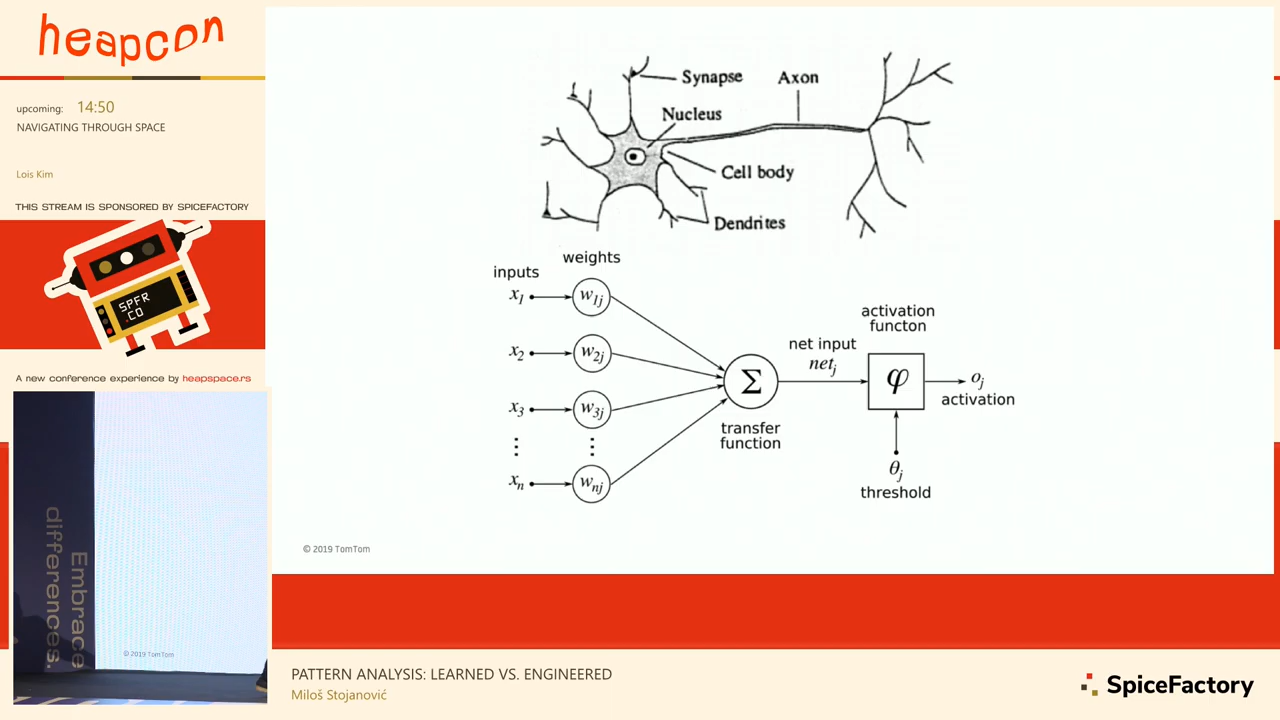 heapcon
upcoming: 14:50
NAVIGATING THROUGH SPACE
Lois Kim
THIS STREAM IS SPONSORED BY SPICEFACTORY
SPFR
.CO
A new conference experience by heapspace.rs
Embrace
differences.
© 2019 TomTom
Synapse
Axon
Nucleus
Cell body
Dendrites
weights
inputs
x1
w1j
x2
w2j
x3
w3j
⋮ ⋮
xn
wnj
Σ
transfer
function
net input
netj
activation
functon
φ
oj
activation
θj
threshold
© 2019 TomTom
PATTERN ANALYSIS: LEARNED VS. ENGINEERED
Miloš Stojanović
SpiceFactory